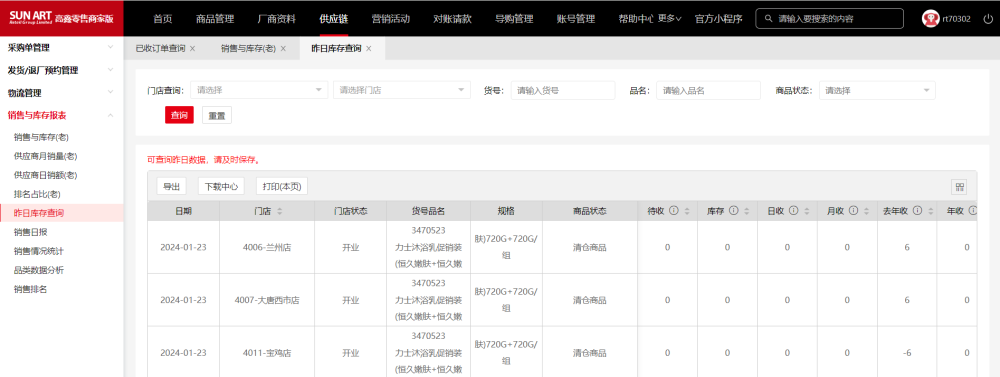 SUN ART 高鑫零售商家版
Retail Group Limited
首页 商品管理 厂商资料 供应链 营销活动 对账请款 导购管理 账号管理 帮助中心 更多 官方小程序 请输入要搜索的内容 rt70302
采购单管理
发货/退厂预约管理
物流管理
销售与库存报表
销售与库存(老)
供应商月销量(老)
供应商日销额(老)
排名占比(老)
昨日库存查询
销售日报
销售情况统计
品类数据分析
销售排名
已收订单查询 × 销售与库存(老) × 昨日库存查询 ×
门店查询： 请选择 请选择门店 货号： 请输入货号 品名： 请输入品名 商品状态： 请选择
查询 重置
可查询昨日数据，请及时保存。
导出 下载中心 打印(本页)
日期 门店 门店状态 货号品名 规格 商品状态 待收 库存 日收 月收 去年收 年收
2024-01-23 4006-兰州店 开业 3470523 力士沐浴乳促销装(恒久嫩肤+恒久嫩 肤)720G+720G/组 清仓商品 0 0 0 0 6 0
2024-01-23 4007-大唐西市店 开业 3470523 力士沐浴乳促销装(恒久嫩肤+恒久嫩 肤)720G+720G/组 清仓商品 0 0 0 0 6 0
2024-01-23 4011-宝鸡店 开业 3470523 力士沐浴乳促销装(恒久嫩肤+恒久嫩 肤)720G+720G/组 清仓商品 0 0 0 0 -6 0